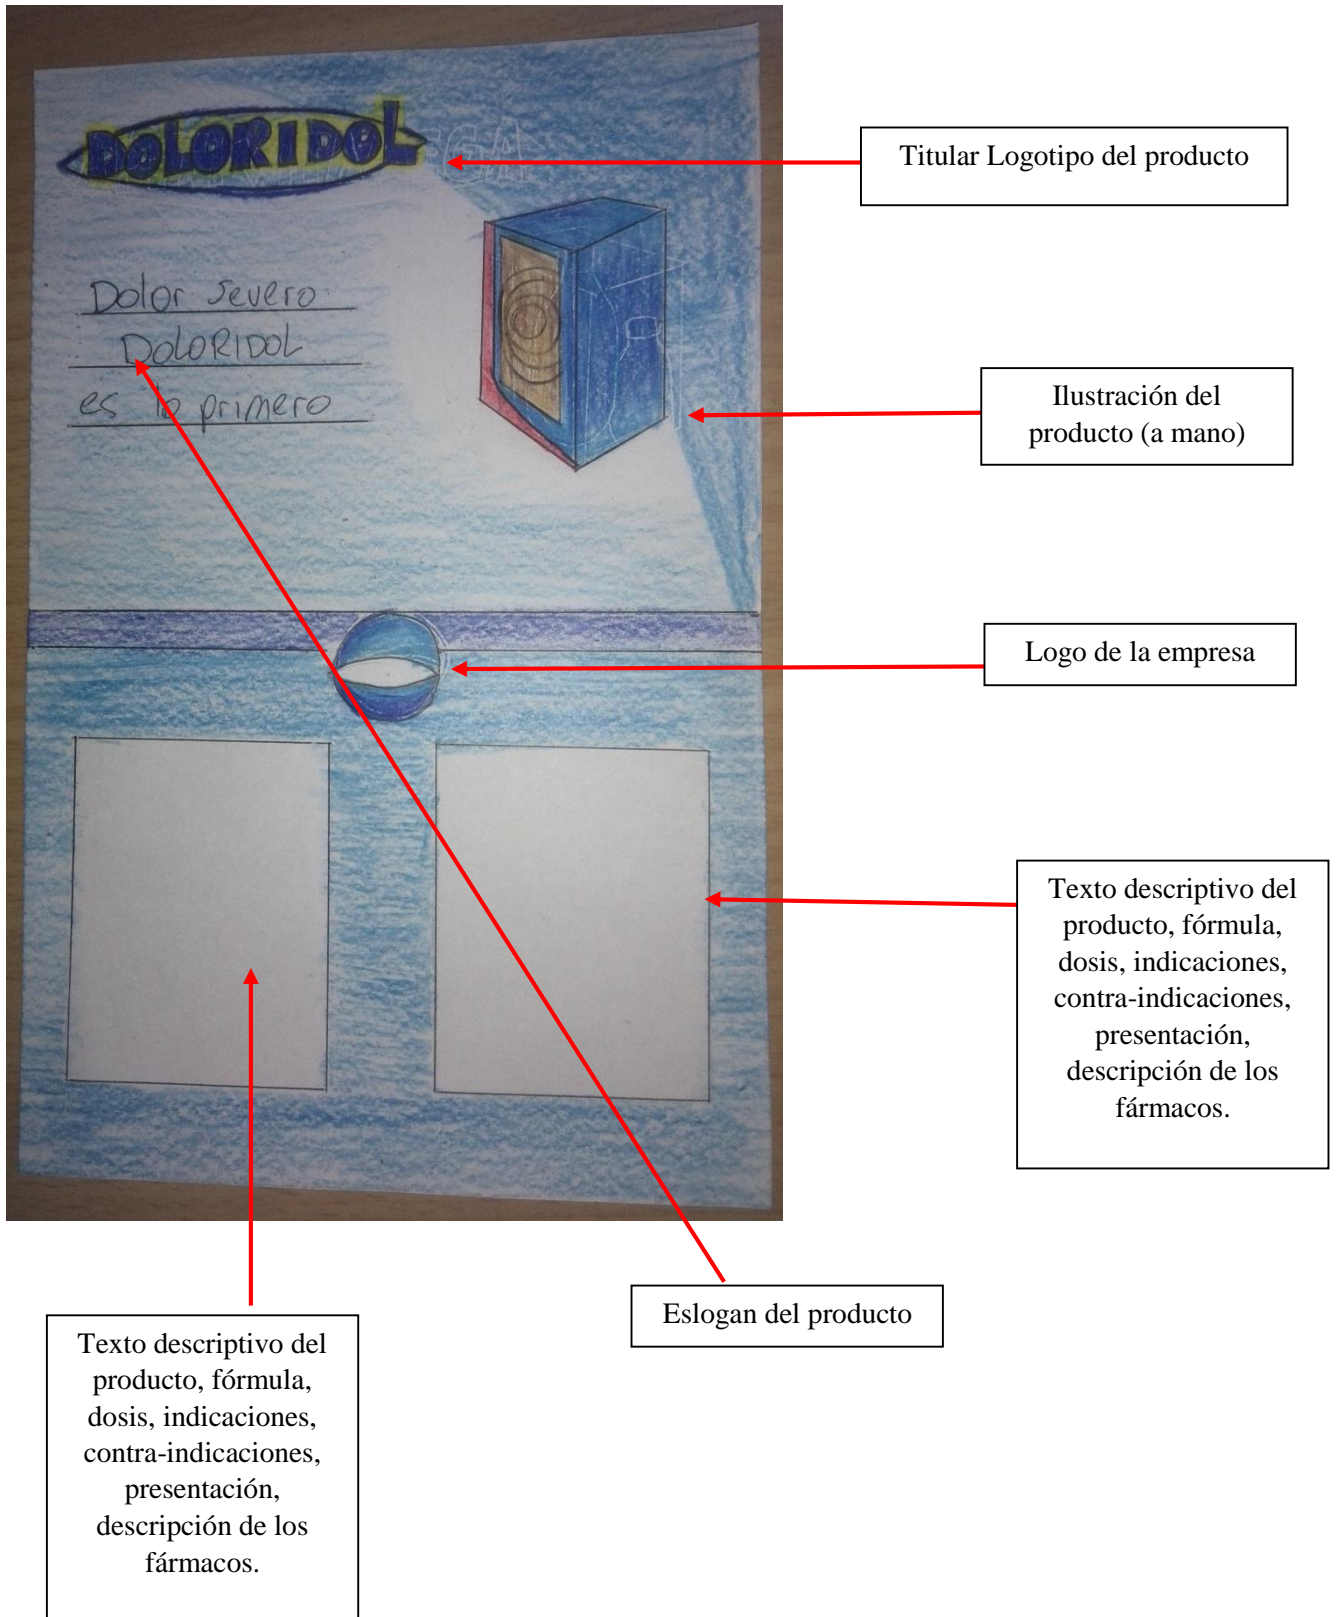 DOLORIDOL
Titular Logotipo del producto
Dolor severo
DOLORIDOL
es lo primero
Ilustración del
producto (a mano)
Logo de la empresa
Texto descriptivo del
producto, fórmula,
dosis, indicaciones,
contra-indicaciones,
presentación,
descripción de los
fármacos.
Eslogan del producto
Texto descriptivo del
producto, fórmula,
dosis, indicaciones,
contra-indicaciones,
presentación,
descripción de los
fármacos.